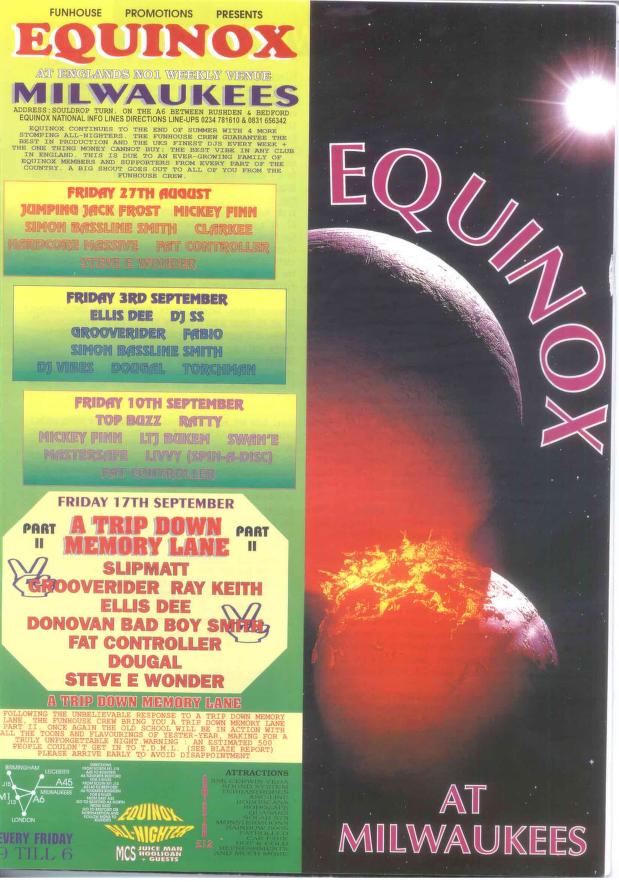 FUNHOUSE PROMOTIONS PRESENTS
EQUINOX
AT ENGLANDS NO1 WEEKLY VENUE
MILWAUKEES
ADDRESS:SOULDROP TURN. ON THE A6 BETWEEN RUSHDEN & BEDFORD
EQUINOX NATIONAL INFO LINES DIRECTIONS LINE-UPS 0234 781610 & 0831 656342
EQUINOX CONTINUES TO THE END OF SUMMER WITH 4 MORE
STOMPING ALL-NIGHTERS. THE FUNHOUSE CREW GUARANTEE THE
BEST IN PRODUCTION AND THE UKS FINEST DJS EVERY WEEK +
THE ONE THING MONEY CANT BUY: THE BEST VIBE IN ANY CLUB
IN ENGLAND. THIS IS DUE TO AN EVER-GROWING FAMILY OF
EQUINOX MEMBERS AND SUPPORTERS FROM EVERY PART OF THE
COUNTRY. A BIG SHOUT GOES OUT TO ALL OF YOU FROM THE
FUNHOUSE CREW.
FRIDAY 27TH AUGUST
JUMPING JACK FROST MICKEY FINN
SIMON BASSLINE SMITH CLARKEE
HARDCORE MASSIVE FAT CONTROLLER
STEVE E WONDER
FRIDAY 3RD SEPTEMBER
ELLIS DEE DJ SS
GROOVERIDER FABIO
SIMON BASSLINE SMITH
DJ VIBES DOUGAL TORCHMAN
FRIDAY 10TH SEPTEMBER
TOP BUZZ RATTY
MICKEY FINN LTJ BUKEM SWAN'E
MASTERSAFE LIVVY (SPIN-A-DISC)
FAT CONTROLLER
FRIDAY 17TH SEPTEMBER
PART II A TRIP DOWN PART II
MEMORY LANE
SLIPMATT
GROOVERIDER RAY KEITH
ELLIS DEE
DONOVAN BAD BOY SMITH
FAT CONTROLLER
DOUGAL
STEVE E WONDER
A TRIP DOWN MEMORY LANE
FOLLOWING THE UNBELIEVABLE RESPONSE TO A TRIP DOWN MEMORY
LANE, THE FUNHOUSE CREW BRING YOU A TRIP DOWN MEMORY LANE
PART II. ONCE AGAIN THE OLD SCHOOL WILL BE IN ACTION WITH
ALL THE TOONS AND FLAVOURINGS OF YESTER-YEAR, MAKING FOR A
TRULY UNFORGETTABLE NIGHT.WARNING: AN ESTIMATED 500
PEOPLE COULDN'T GET IN TO T.D.M.L. (SEE BLAZE REPORT)
PLEASE ARRIVE EARLY TO AVOID DISAPPOINTMENT
BIRMINGHAM
LEICESTER
J15 A45
MILWAUKEES
M1 J13 A6
LONDON
EVERY FRIDAY
9 TILL 6
EQUINOX
ALL-NIGHTER
MCS JUICE MAN
HOOLIGAN
+ GUESTS
£12
ATTRACTIONS
SOUND SYSTEM
REFRESHMENTS
AND MUCH MORE
EQUINOX
AT
MILWAUKEES